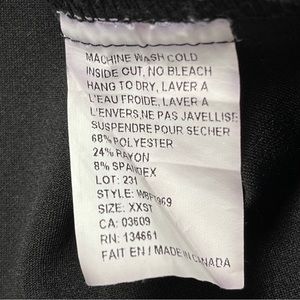 MACHINE WASH COLD
INSIDE OUT, NO BLEACH
HANG TO DRY, LAVER A
L'EAU FROIDE, LAVER A
L'ENVERS,NE PAS JAVELLISE
SUSPENDRE POUR SECHER
68% POLYESTER
24% RAYON
8% SPANDEX
LOT: 231
STYLE:
SIZE: XXST
CA: 03609
RN: 134661
FAIT EN / MADE IN CANADA